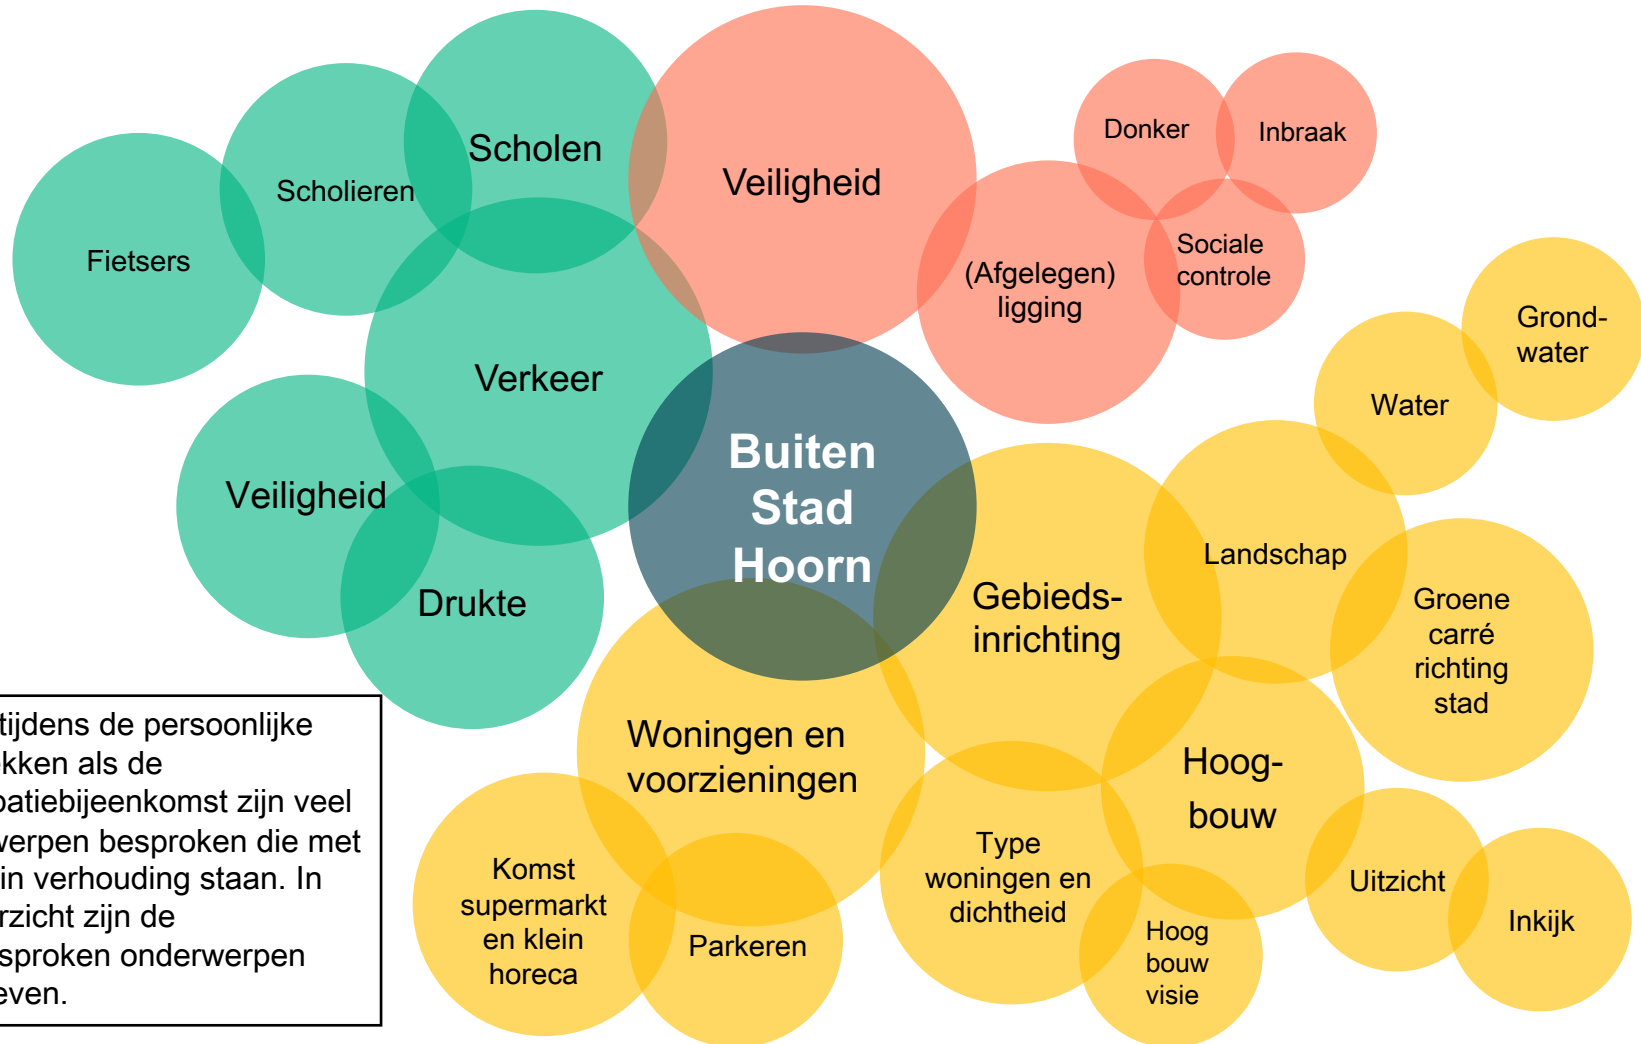 Scholen
Veiligheid
Donker
Inbraak
Scholieren
Fietsers
Sociale
controle
(Afgelegen)
ligging
Grond-
water
Verkeer
Water
Buiten
Stad
Hoorn
Veiligheid
Drukte
Gebieds-
inrichting
Landschap
Groene
carré
richting
stad
Woningen en
voorzieningen
Hoog-
bouw
Type
woningen en
dichtheid
Komst
supermarkt
en klein
horeca
Parkeren
Hoog
bouw
visie
Uitzicht
Inkijk
tijdens de persoonlijke
ekken als de
patiebijeenkomst zijn veel
werpen besproken die met
in verhouding staan. In
rzicht zijn de
sproken onderwerpen
even.